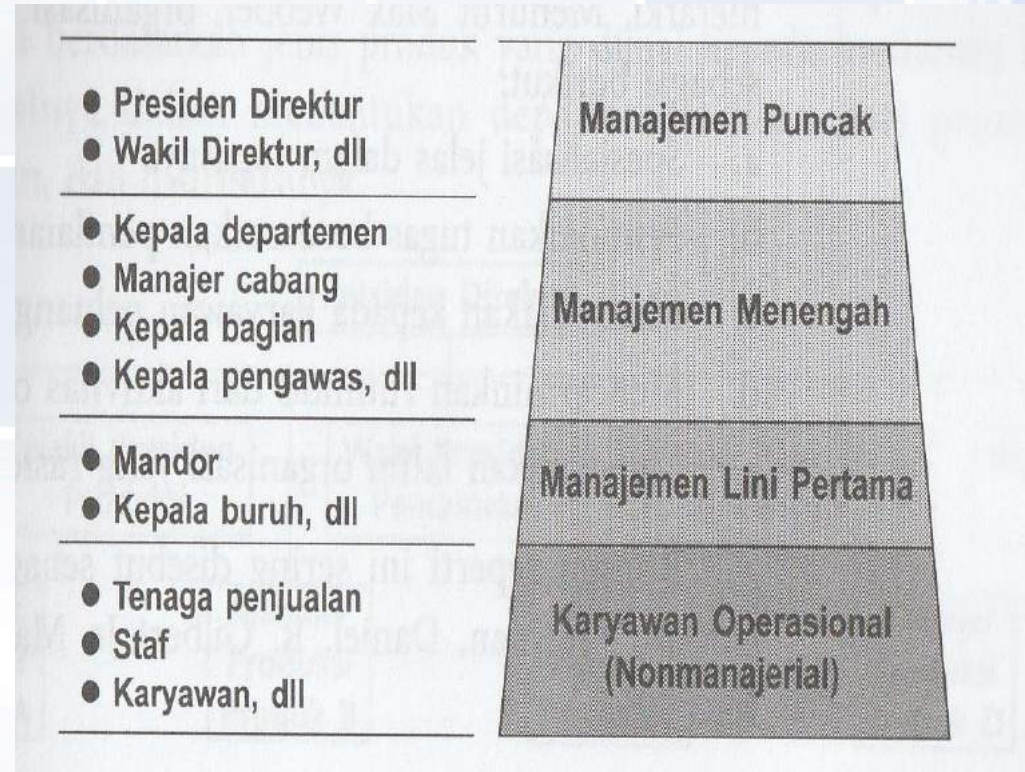 • Presiden Direktur
• Wakil Direktur, dll
Manajemen Puncak
• Kepala departemen
• Manajer cabang
• Kepala bagian
• Kepala pengawas, dll
Manajemen Menengah
• Mandor
• Kepala buruh, dll
Manajemen Lini Pertama
• Tenaga penjualan
• Staf
• Karyawan, dll
Karyawan Operasional
(Nonmanajerial)